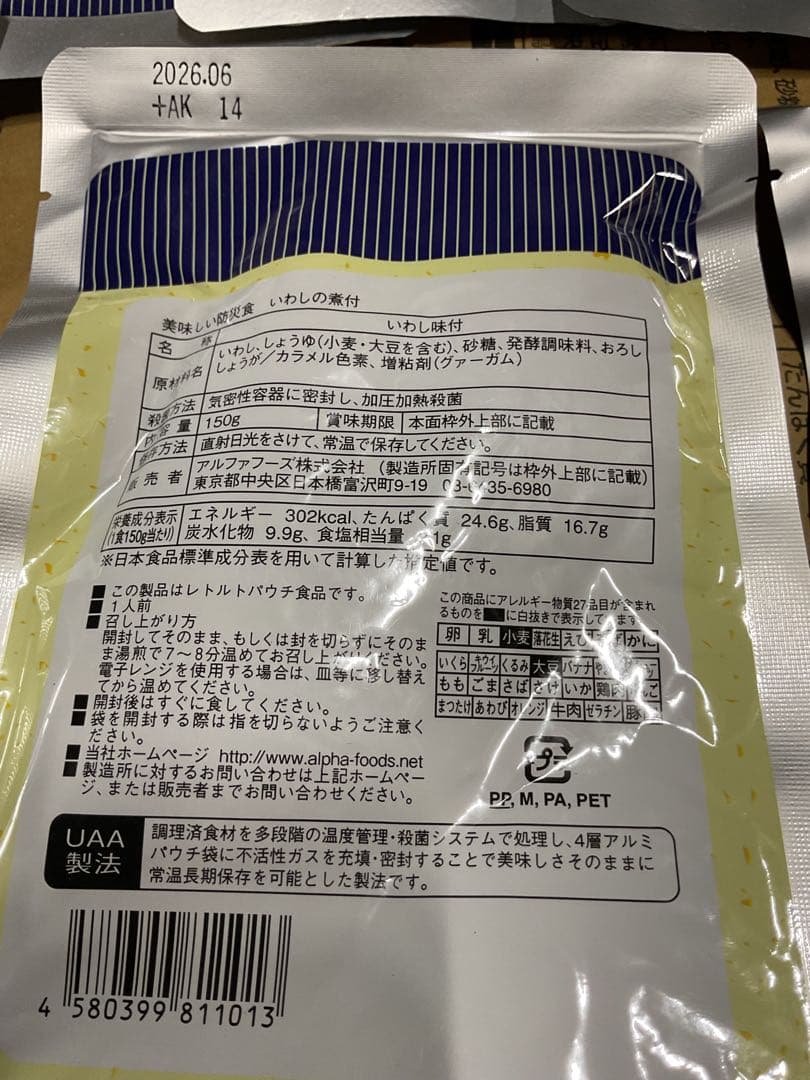 2026.06
+AK 14
美味しい防災食 いわしの煮付
名 称 いわし味付
原材料名 いわし、しょうゆ(小麦・大豆を含む)、砂糖、発酵調味料、おろし
しょうが/カラメル色素、増粘剤(グァーガム)
殺菌方法 気密性容器に密封し、加圧加熱殺菌
内容量 150g 賞味期限 本面枠外上部に記載
保存方法 直射日光をさけて、常温で保存してください。
販売者 アルファフーズ株式会社 (製造所固有記号は枠外上部に記載)
東京都中央区日本橋富沢町9-19 03-6435-6980
栄養成分表示 エネルギー 302kcal、たんぱく質 24.6g、脂質 16.7g
(1食150g当たり) 炭水化物 9.9g、食塩相当量 1g
※日本食品標準成分表を用いて計算した推定値です。
■この製品はレトルトパウチ食品です。
■1人前
■召し上がり方
開封してそのまま、もしくは封を切らずにそのま
ま湯煎で7~8分温めてお召し上がりください。
電子レンジを使用する場合は、皿等に移し替え
てから温めてください。
■開封後はすぐに食してください。
■袋を開封する際は指を切らないようご注意く
ださい。
■当社ホームページ http://www.alpha-foods.net
■製造所に対するお問い合わせは上記ホームペー
ジ、または販売者までお問い合わせください。
この商品にアレルギー物質27品目が含まれ
るものを■に白抜きで表示してます
卵 乳 小麦 落花生 えび かに
いくら キウイフルーツ くるみ 大豆 バナナ
もも ごま さば さけ いか 鶏肉 りんご
まつたけ あわび オレンジ 牛肉 ゼラチン 豚
プラ
PP, M, PA, PET
UAA
製法
調理済食材を多段階の温度管理・殺菌システムで処理し、4層アルミ
パウチ袋に不活性ガスを充填・密封することで美味しさそのままに
常温長期保存を可能とした製法です。
4 580399 811013